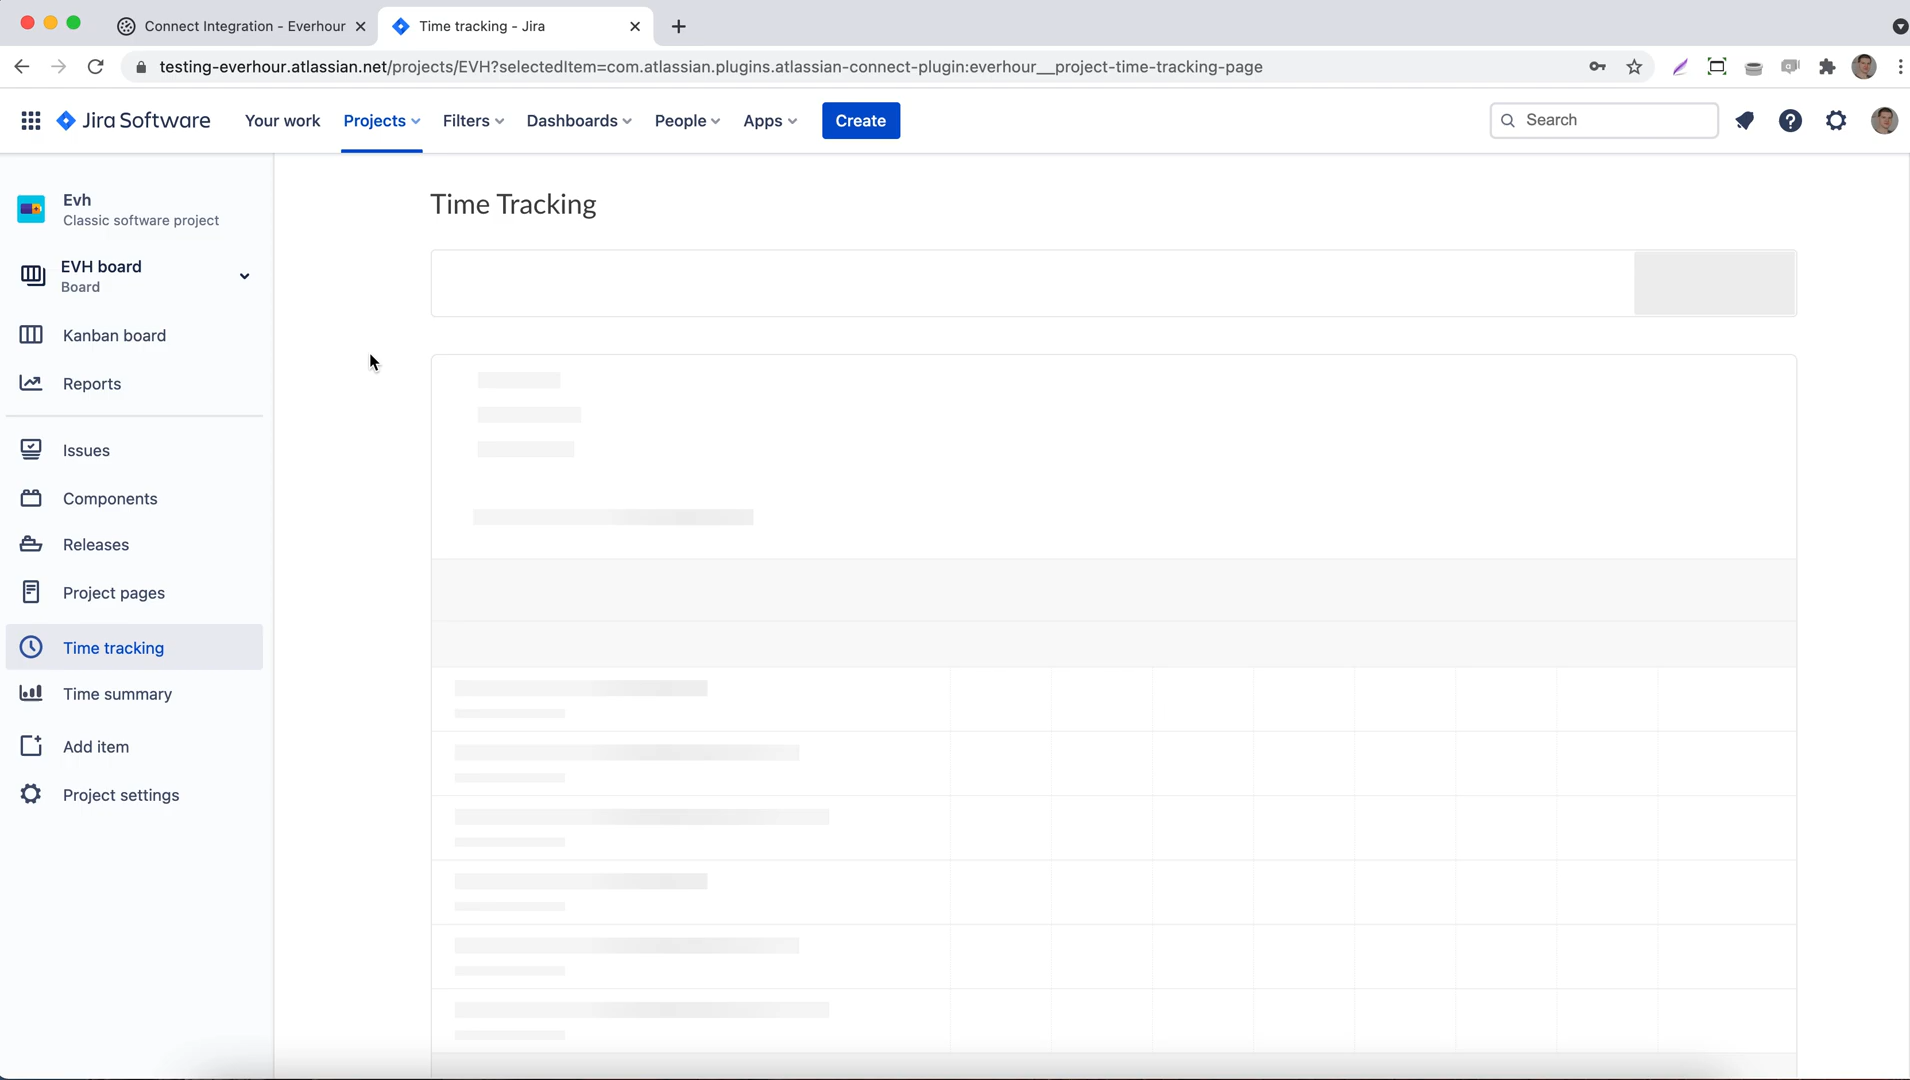 Connect Integration - Everhour
Time tracking - Jira
testing-everhour.atlassian.net/projects/EVH?selectedItem=com.atlassian.plugins.atlassian-connect-plugin:everhour__project-time-tracking-page
Jira Software
Your work
Projects
Filters
Dashboards
People
Apps
Create
Search
Evh
Classic software project
EVH board
Board
Kanban board
Reports
Issues
Components
Releases
Project pages
Time tracking
Time summary
Add item
Project settings
Time Tracking